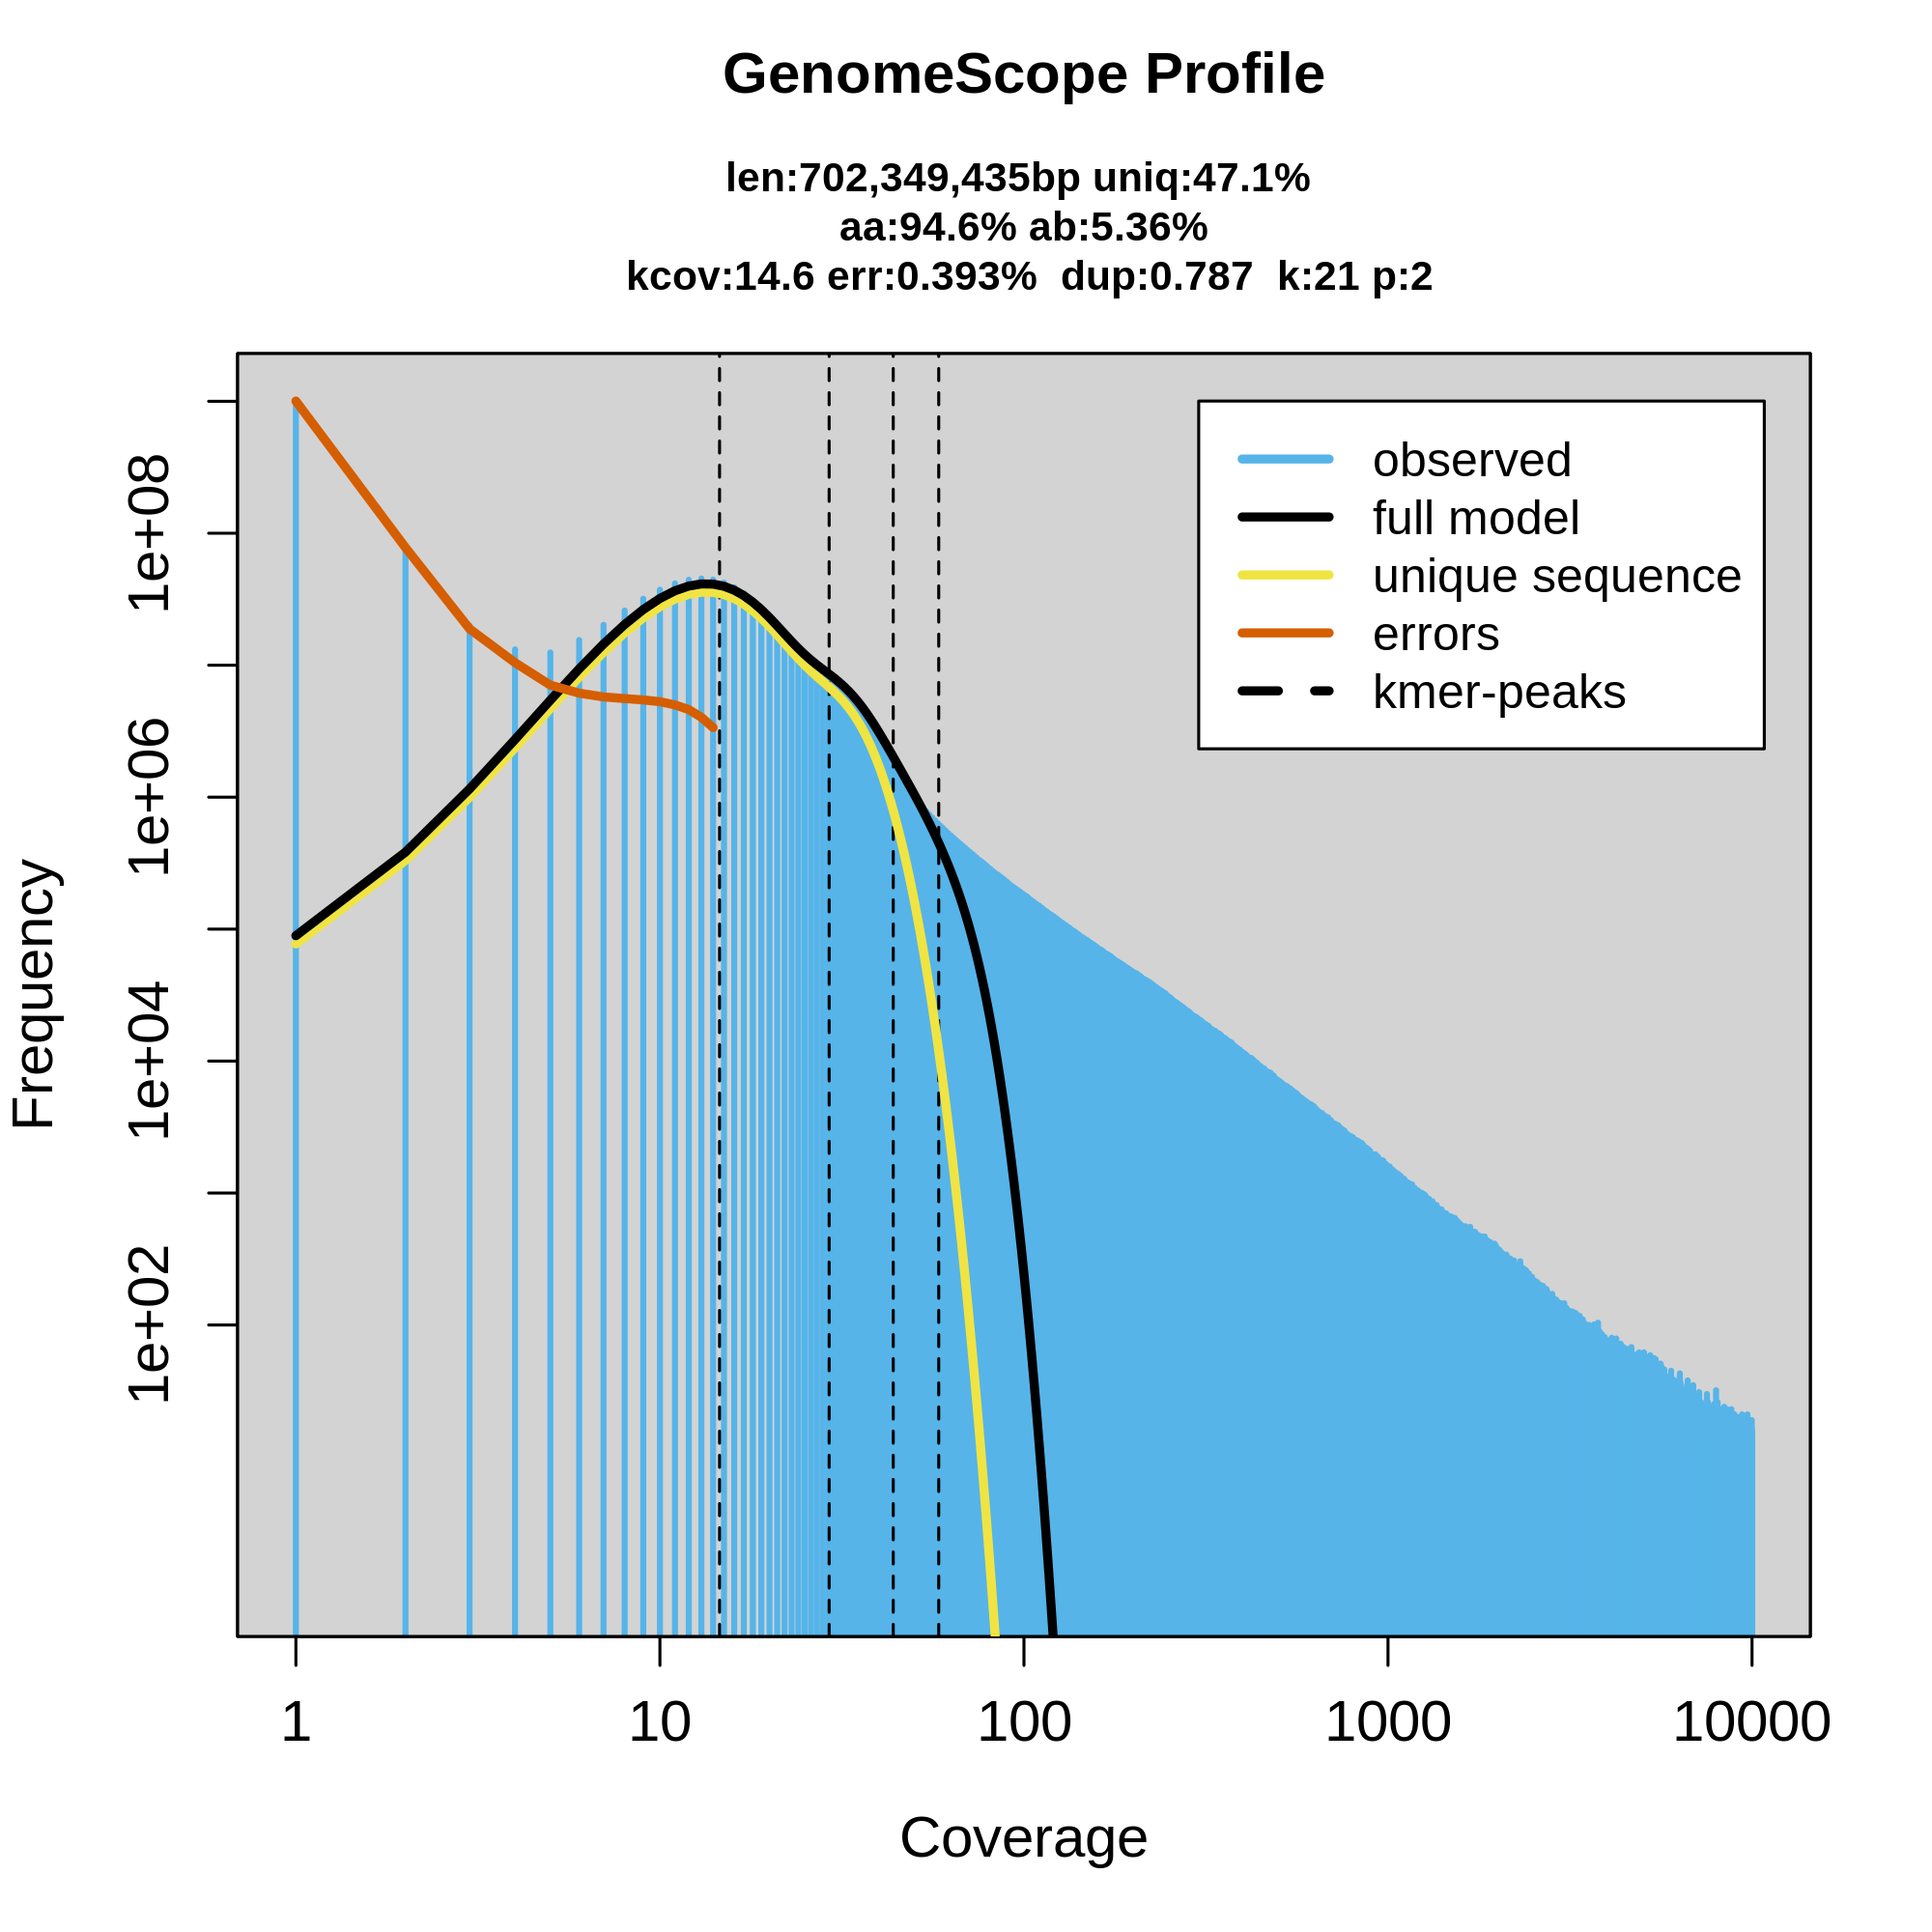 GenomeScope Profile
len:702,349,435bp uniq:47.1%
aa:94.6% ab:5.36%
kcov:14.6 err:0.393% dup:0.787 k:21 p:2
observed
full model
unique sequence
errors
kmer-peaks
Frequency
1e+08
1e+06
1e+04
1e+02
1 10 100 1000 10000
Coverage